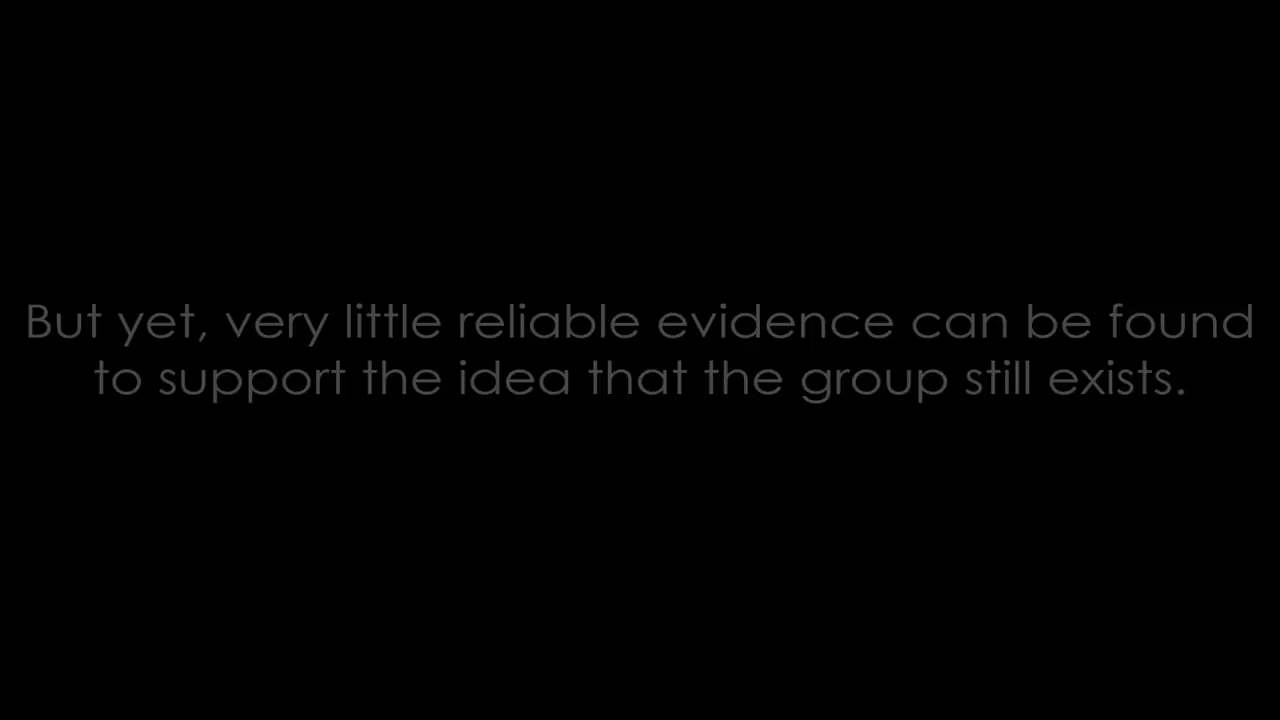 But yet, very little reliable evidence can be found
to support the idea that the group still exists.